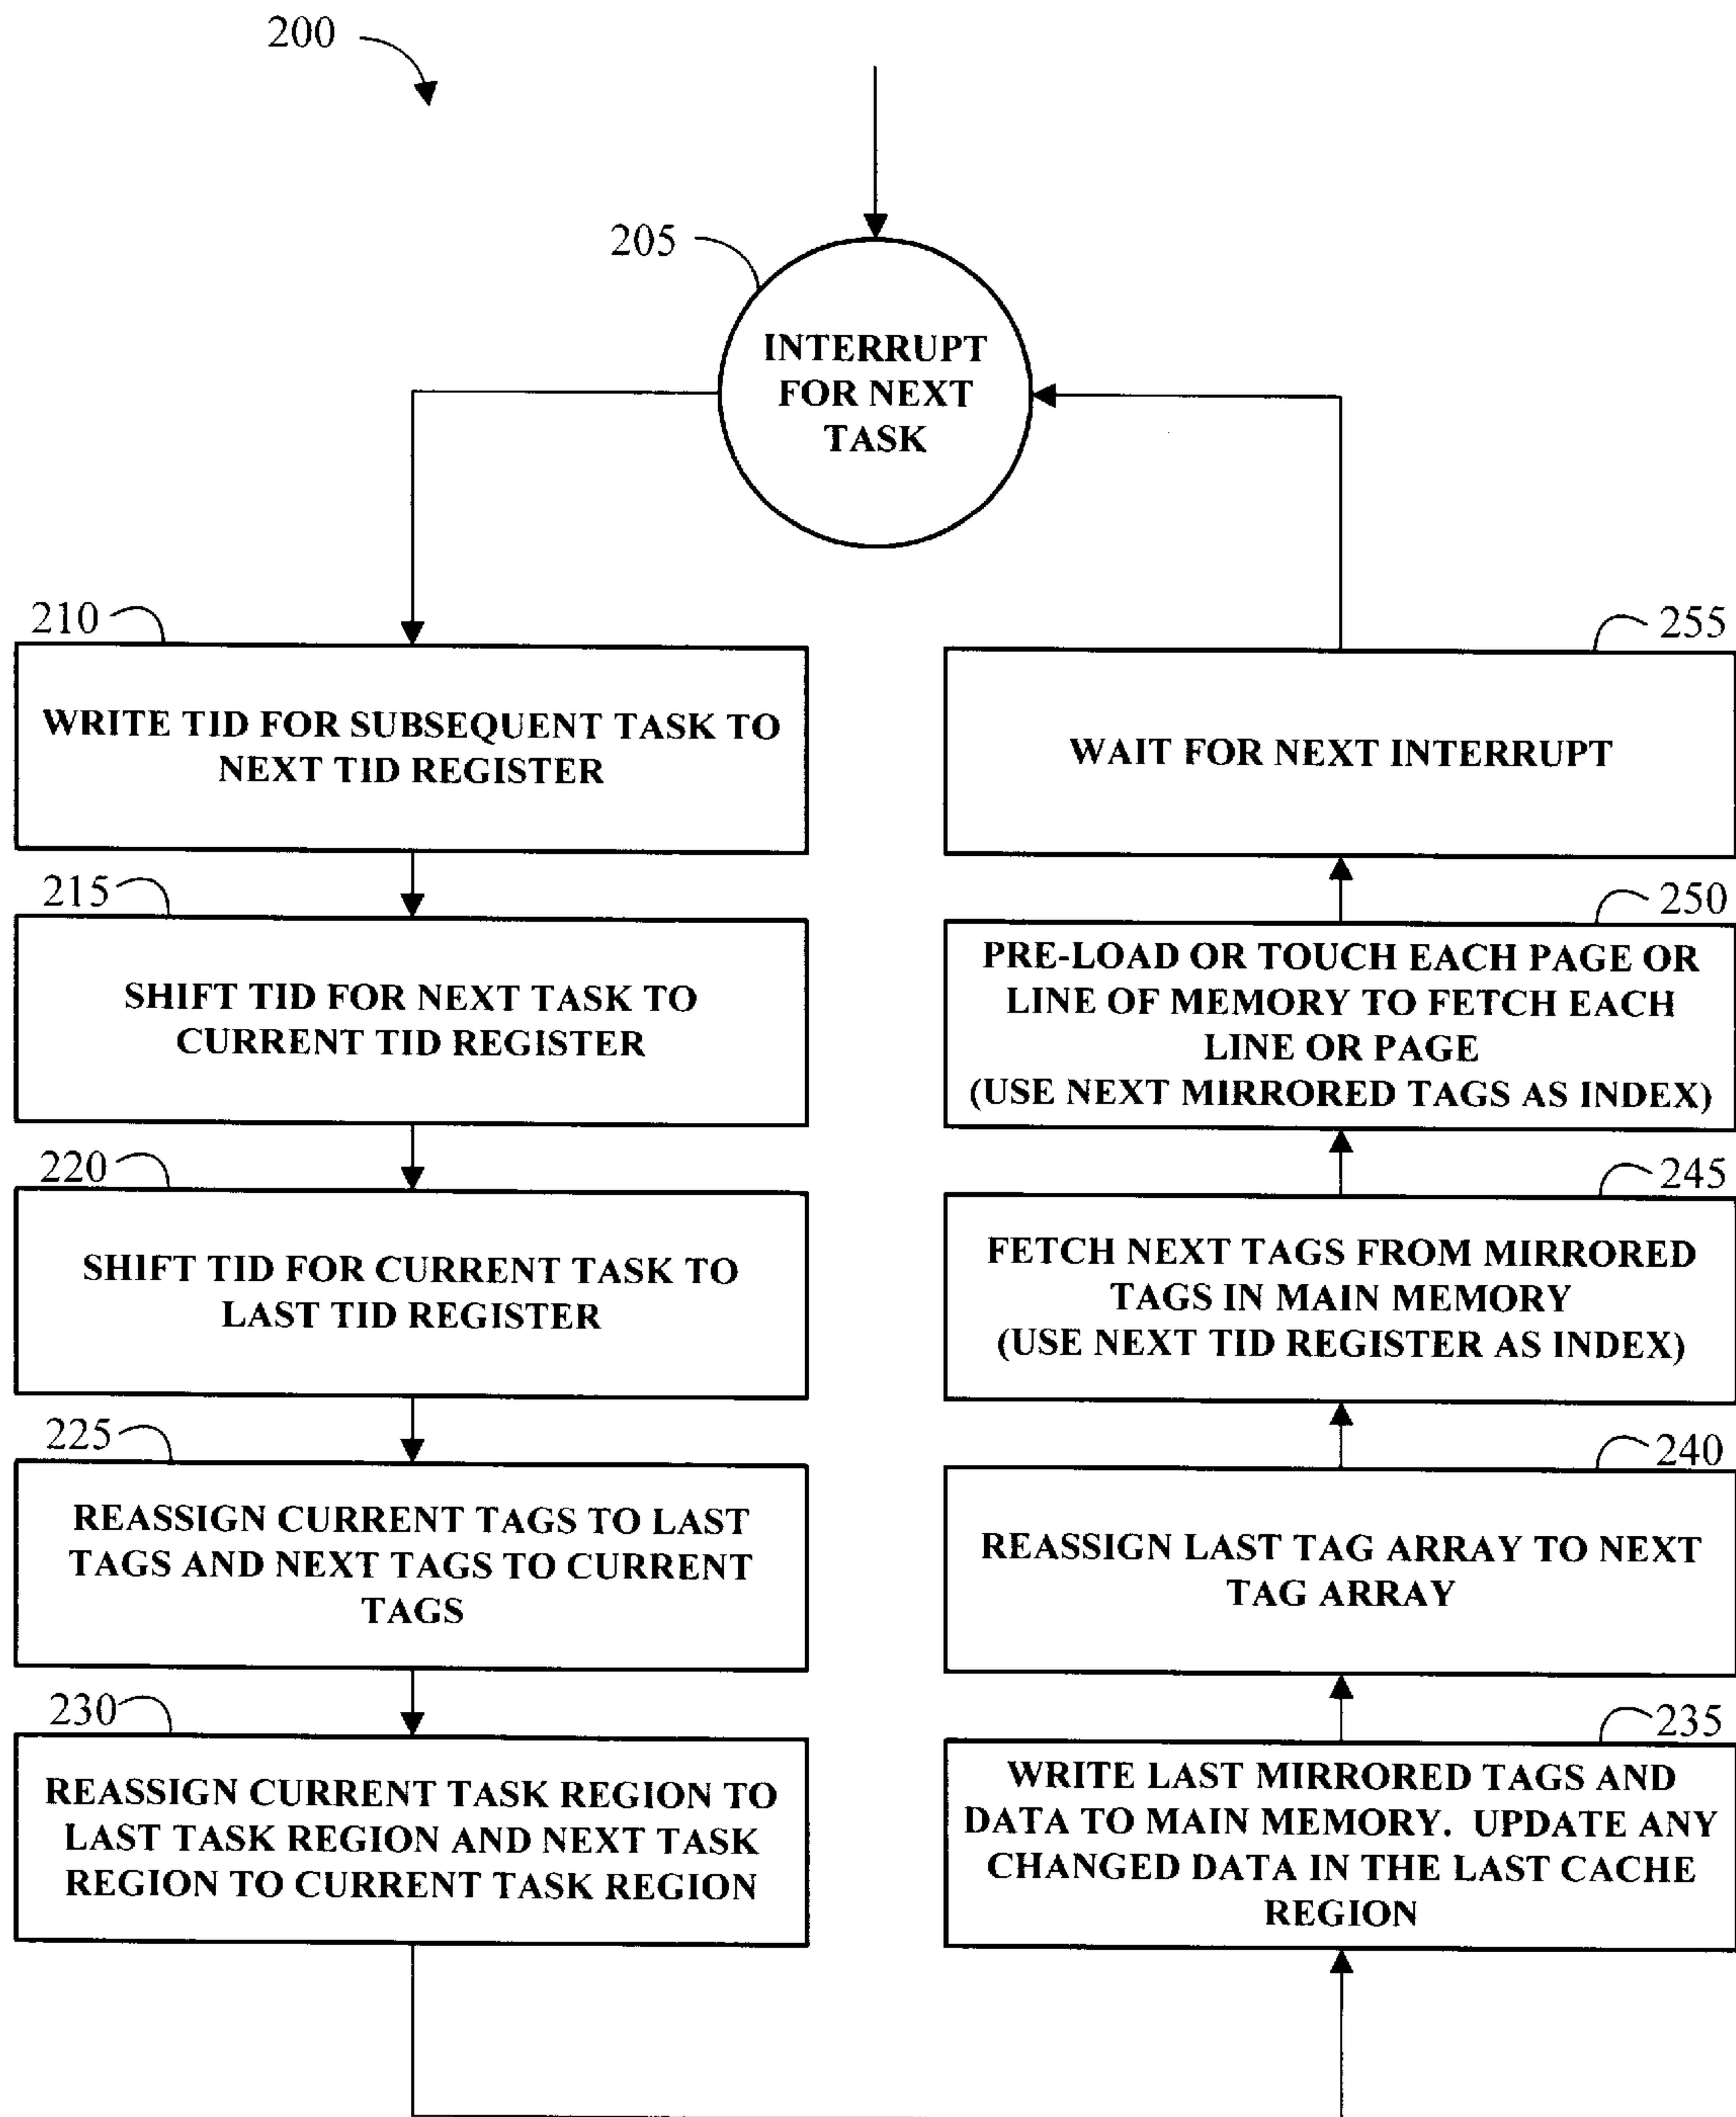 200
205
INTERRUPT
FOR NEXT
TASK
210
WRITE TID FOR SUBSEQUENT TASK TO
NEXT TID REGISTER
215
SHIFT TID FOR NEXT TASK TO
CURRENT TID REGISTER
220
SHIFT TID FOR CURRENT TASK TO
LAST TID REGISTER
225
REASSIGN CURRENT TAGS TO LAST
TAGS AND NEXT TAGS TO CURRENT
TAGS
230
REASSIGN CURRENT TASK REGION TO
LAST TASK REGION AND NEXT TASK
REGION TO CURRENT TASK REGION
255
WAIT FOR NEXT INTERRUPT
250
PRE-LOAD OR TOUCH EACH PAGE OR
LINE OF MEMORY TO FETCH EACH
LINE OR PAGE
(USE NEXT MIRRORED TAGS AS INDEX)
245
FETCH NEXT TAGS FROM MIRRORED
TAGS IN MAIN MEMORY
(USE NEXT TID REGISTER AS INDEX)
240
REASSIGN LAST TAG ARRAY TO NEXT
TAG ARRAY
235
WRITE LAST MIRRORED TAGS AND
DATA TO MAIN MEMORY. UPDATE ANY
CHANGED DATA IN THE LAST CACHE
REGION